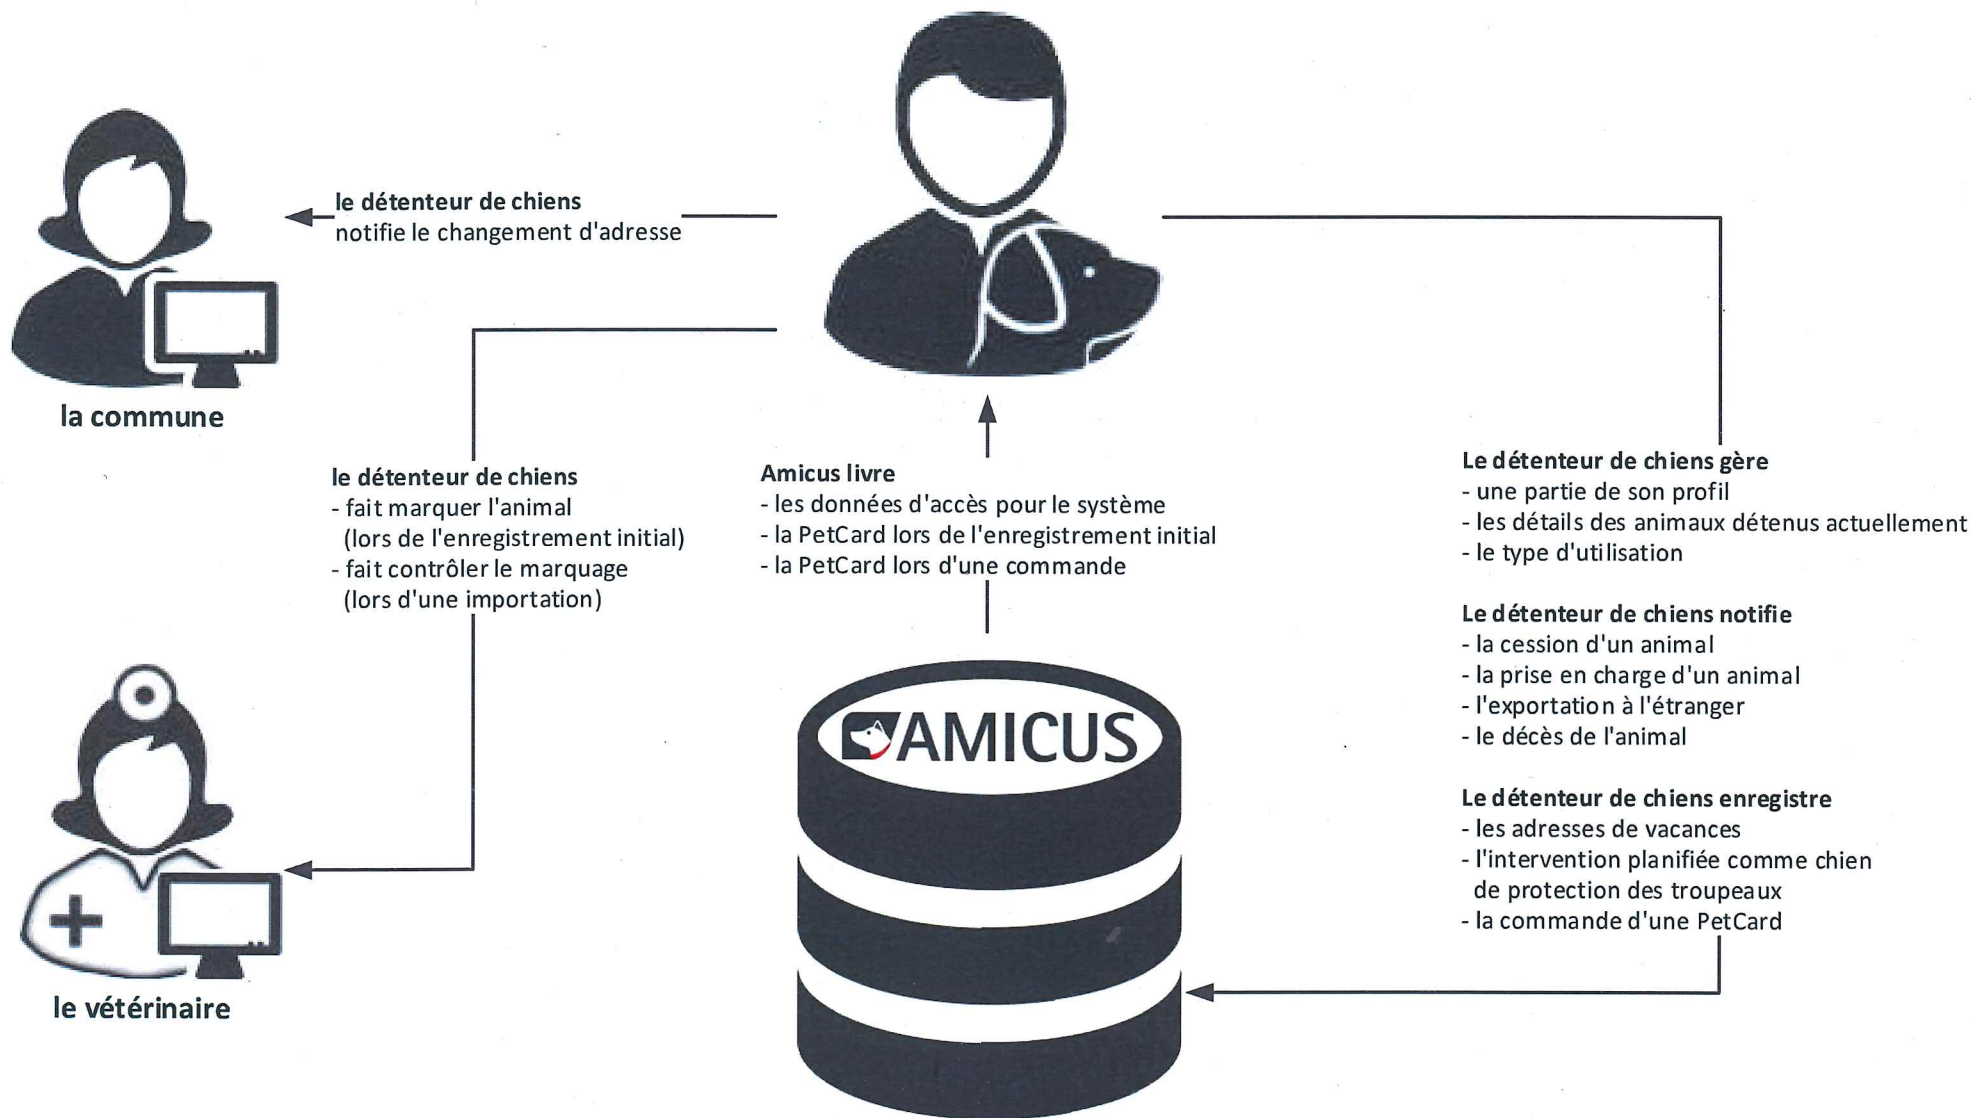 le détenteur de chiens
notifie le changement d'adresse
la commune
le détenteur de chiens
- fait marquer l'animal
(lors de l'enregistrement initial)
- fait contrôler le marquage
(lors d'une importation)
Amicus livre
- les données d'accès pour le système
- la PetCard lors de l'enregistrement initial
- la PetCard lors d'une commande
Le détenteur de chiens gère
- une partie de son profil
- les détails des animaux détenus actuellement
- le type d'utilisation
Le détenteur de chiens notifie
- la cession d'un animal
- la prise en charge d'un animal
- l'exportation à l'étranger
- le décès de l'animal
Le détenteur de chiens enregistre
- les adresses de vacances
- l'intervention planifiée comme chien
de protection des troupeaux
- la commande d'une PetCard
AMICUS
le vétérinaire